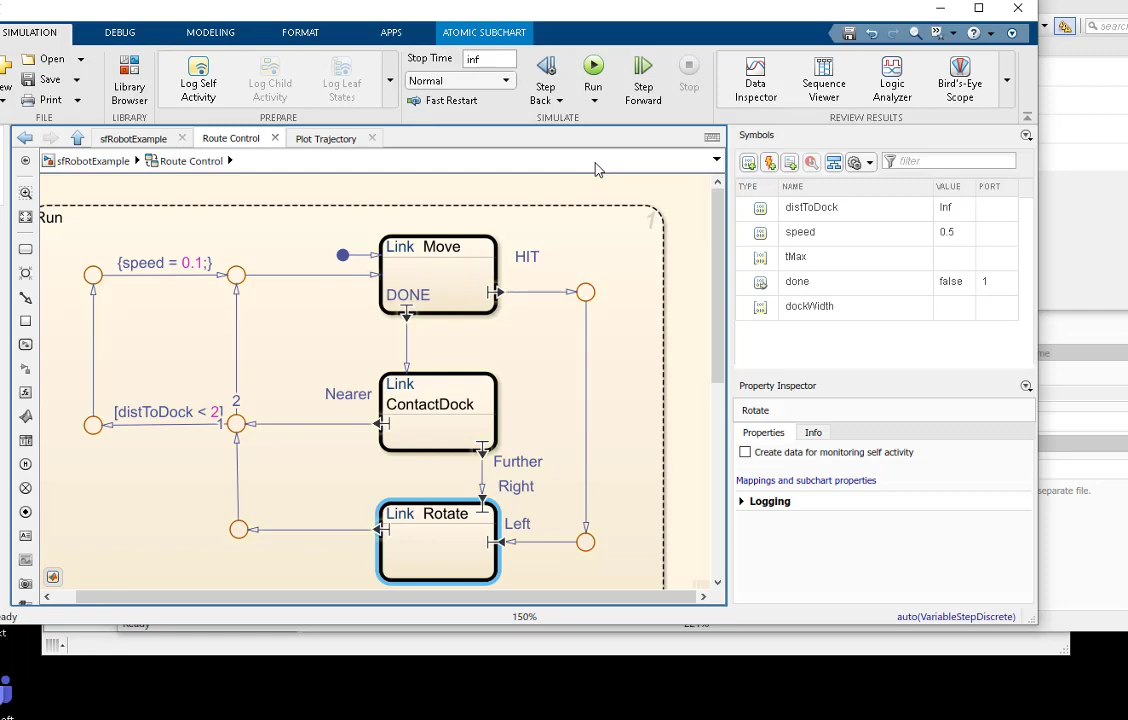 SIMULATION DEBUG MODELING FORMAT APPS ATOMIC SUBCHART
Open
Save
Print
FILE
Library
Browser
LIBRARY
Log Self
Activity
Log Child
Activity
Log Leaf
States
PREPARE
Stop Time inf
Normal
Fast Restart
Step
Back
Run
Step
Forward
Stop
SIMULATE
Data
Inspector
Sequence
Viewer
Logic
Analyzer
Bird's-Eye
Scope
REVIEW RESULTS
search
sfRobotExample Route Control Plot Trajectory
sfRobotExample Route Control
Run
1
{speed = 0.1;}
Link Move
HIT
DONE
Link
ContactDock
Nearer
2
[distToDock < 2]
1
Further
Right
Link Rotate
Left
Symbols
filter
TYPE NAME VALUE PORT
distToDock Inf
speed 0.5
tMax
done false 1
dockWidth
Property Inspector
Rotate
Properties Info
Create data for monitoring self activity
Mappings and subchart properties
Logging
separate file.
eady
150%
auto(VariableStepDiscrete)